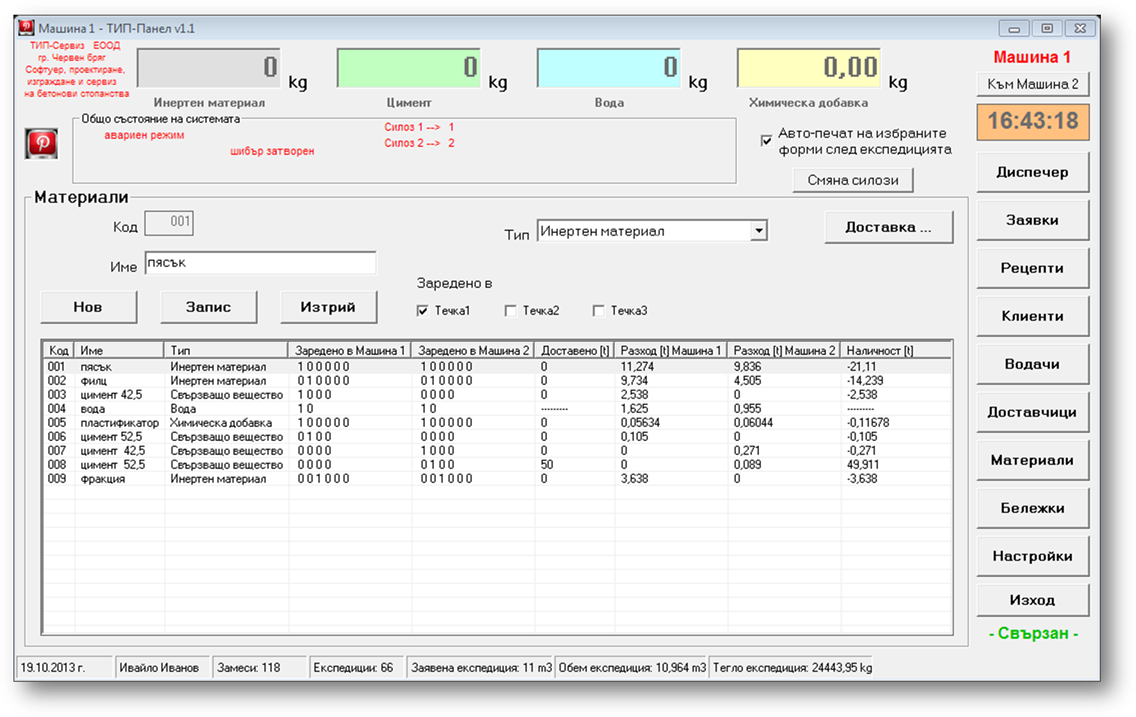 Машина 1 - ТИП-Панел v1.1
ТИП-Сервиз ЕООД
гр. Червен бряг
Софтуер, проектиране,
изграждане и сервиз
на бетонови стопанства
0 kg
Инертен материал
0 kg
Цимент
0 kg
Вода
0,00 kg
Химическа добавка
Машина 1
Към Машина 2
16:43:18
Общо състояние на системата
авариен режим
шибър затворен
Силоз 1 --> 1
Силоз 2 --> 2
Авто-печат на избраните
форми след експедицията
Смяна силози
Материали
Код 001
Тип Инертен материал
Доставка ...
Име пясък
Зареденo в
Нов
Запис
Изтрий
Течка1
Течка2
Течка3
Код Име Тип Заредено в Машина 1 Заредено в Машина 2 Доставено [t] Разход [t] Машина 1 Разход [t] Машина 2 Наличност [t]
001 пясък Инертен материал 1 0 0 0 0 0 1 0 0 0 0 0 0 11,274 9,836 -21,11
002 филц Инертен материал 0 1 0 0 0 0 0 1 0 0 0 0 0 9,734 4,505 -14,239
003 цимент 42,5 Свързващо вещество 1 0 0 0 0 0 0 0 0 2,538 0 -2,538
004 вода Вода 1 0 1 0 --------- 1,625 0,955 ---------
005 пластификатор Химическа добавка 1 0 0 0 0 0 1 0 0 0 0 0 0 0,05634 0,06044 -0,11678
006 цимент 52,5 Свързващо вещество 0 1 0 0 0 0 0 0 0 0,105 0 -0,105
007 цимент 42,5 Свързващо вещество 0 0 0 0 1 0 0 0 0 0 0,271 -0,271
008 цимент 52,5 Свързващо вещество 0 0 0 0 0 1 0 0 50 0 0,089 49,911
009 фракция Инертен материал 0 0 1 0 0 0 0 0 1 0 0 0 0 3,638 0 -3,638
Диспечер
Заявки
Рецепти
Клиенти
Водачи
Доставчици
Материали
Бележки
Настройки
Изход
- Свързан -
19.10.2013 г. Ивайло Иванов Замеси: 118 Експедиции: 66 Заявена експедиция: 11 m3 Обем експедиция: 10,964 m3 Тегло експедиция: 24443,95 kg